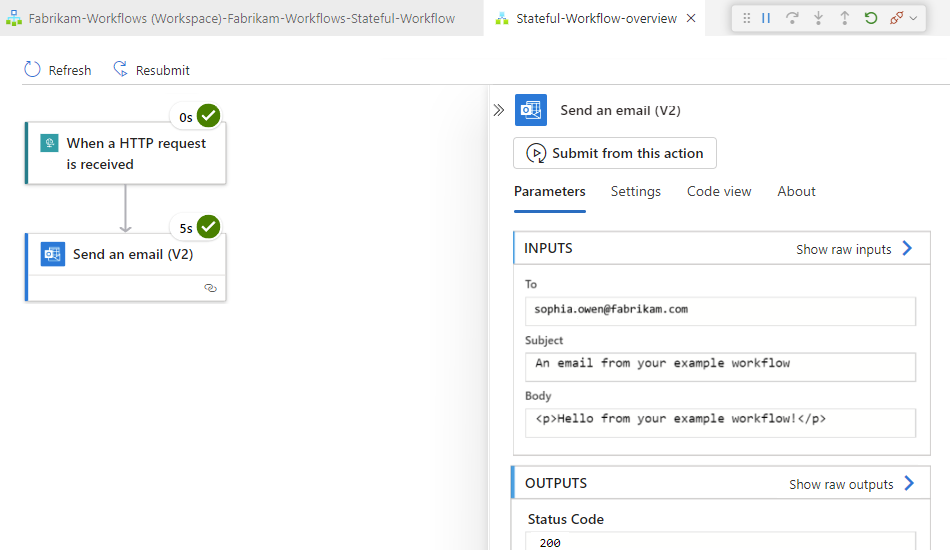 Fabrikam-Workflows (Workspace)-Fabrikam-Workflows-Stateful-Workflow
Stateful-Workflow-overview
Refresh
Resubmit
0s
When a HTTP request
is received
5s
Send an email (V2)
Send an email (V2)
Submit from this action
Parameters Settings Code view About
INPUTS
Show raw inputs
To
sophia.owen@fabrikam.com
Subject
An email from your example workflow
Body
<p>Hello from your example workflow!</p>
OUTPUTS
Show raw outputs
Status Code
200